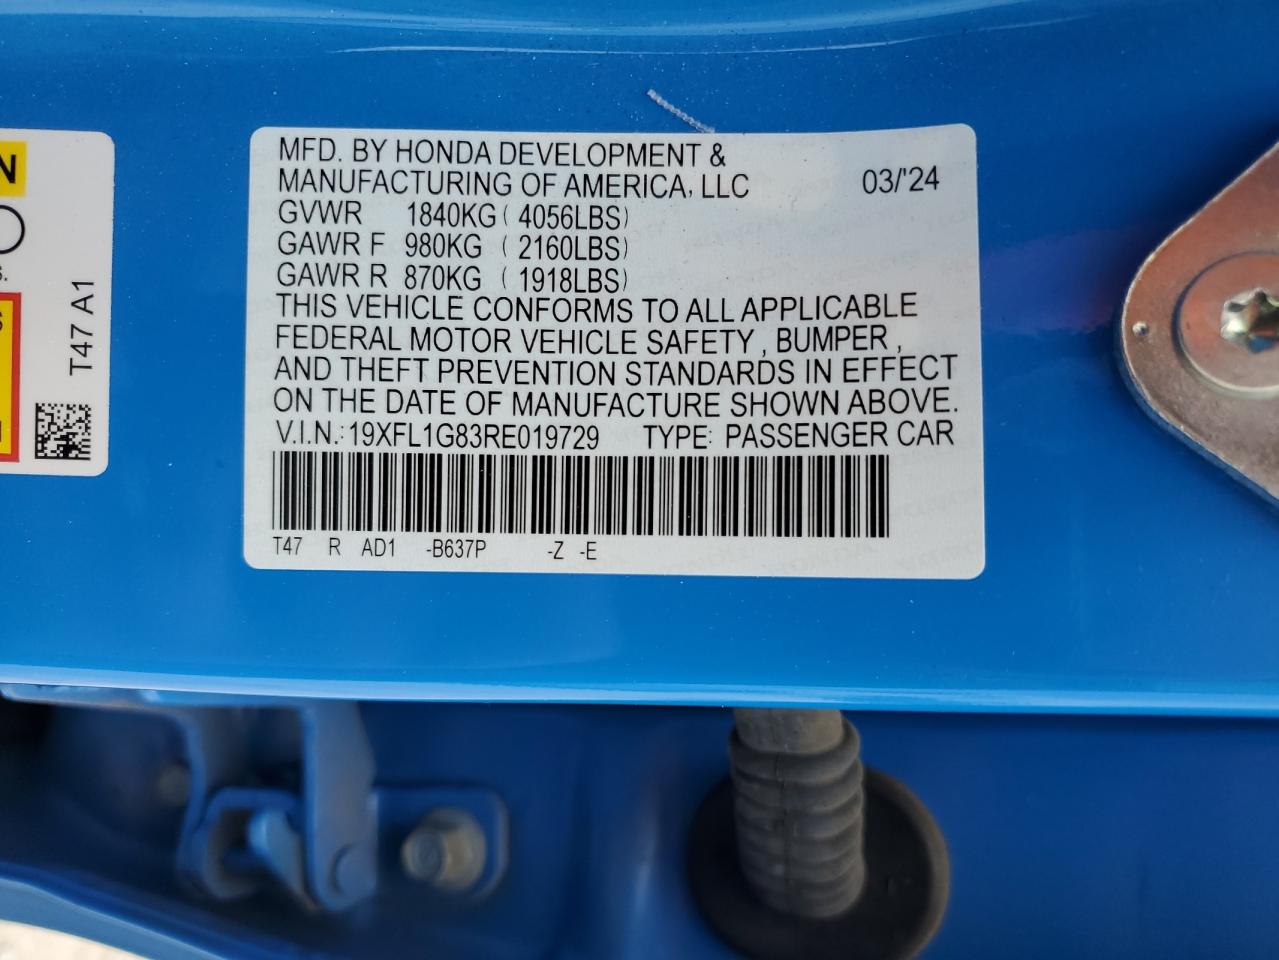 MFD. BY HONDA DEVELOPMENT &
MANUFACTURING OF AMERICA, LLC 03/'24
GVWR 1840KG ( 4056LBS)
GAWR F 980KG ( 2160LBS)
GAWR R 870KG ( 1918LBS)
THIS VEHICLE CONFORMS TO ALL APPLICABLE
FEDERAL MOTOR VEHICLE SAFETY , BUMPER ,
AND THEFT PREVENTION STANDARDS IN EFFECT
ON THE DATE OF MANUFACTURE SHOWN ABOVE.
V.I.N.: 19XFL1G83RE019729 TYPE: PASSENGER CAR
T47 R AD1 -B637P -Z -E
T47 A1